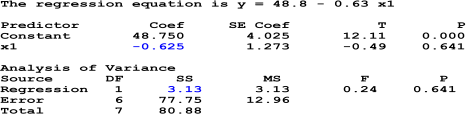 The regression equation is y = 48.8 - 0.63 x1
Predictor Coef SE Coef T P
Constant 48.750 4.025 12.11 0.000
x1 -0.625 1.273 -0.49 0.641
Analysis of Variance
Source DF SS MS F P
Regression 1 3.13 3.13 0.24 0.641
Error 6 77.75 12.96
Total 7 80.88